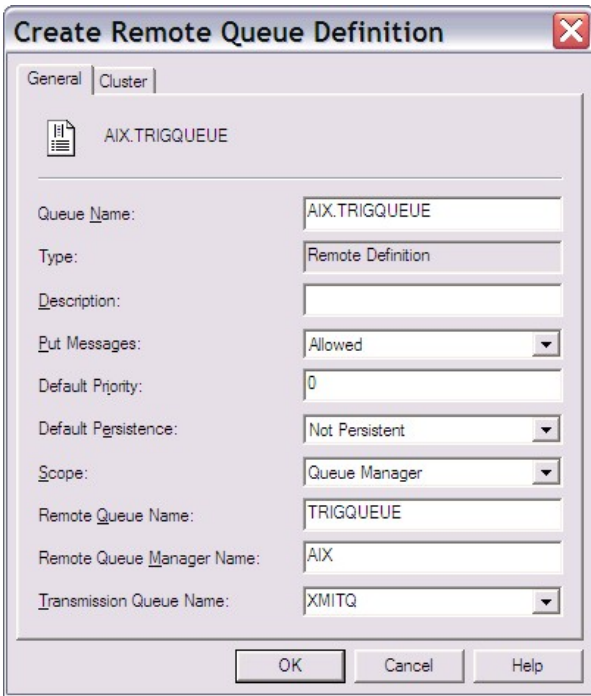 Create Remote Queue Definition
General
Cluster
AIX.TRIGQUEUE
Queue Name: AIX.TRIGQUEUE
Type: Remote Definition
Description:
Put Messages: Allowed
Default Priority: 0
Default Persistence: Not Persistent
Scope: Queue Manager
Remote Queue Name: TRIGQUEUE
Remote Queue Manager Name: AIX
Transmission Queue Name: XMITQ
OK
Cancel
Help